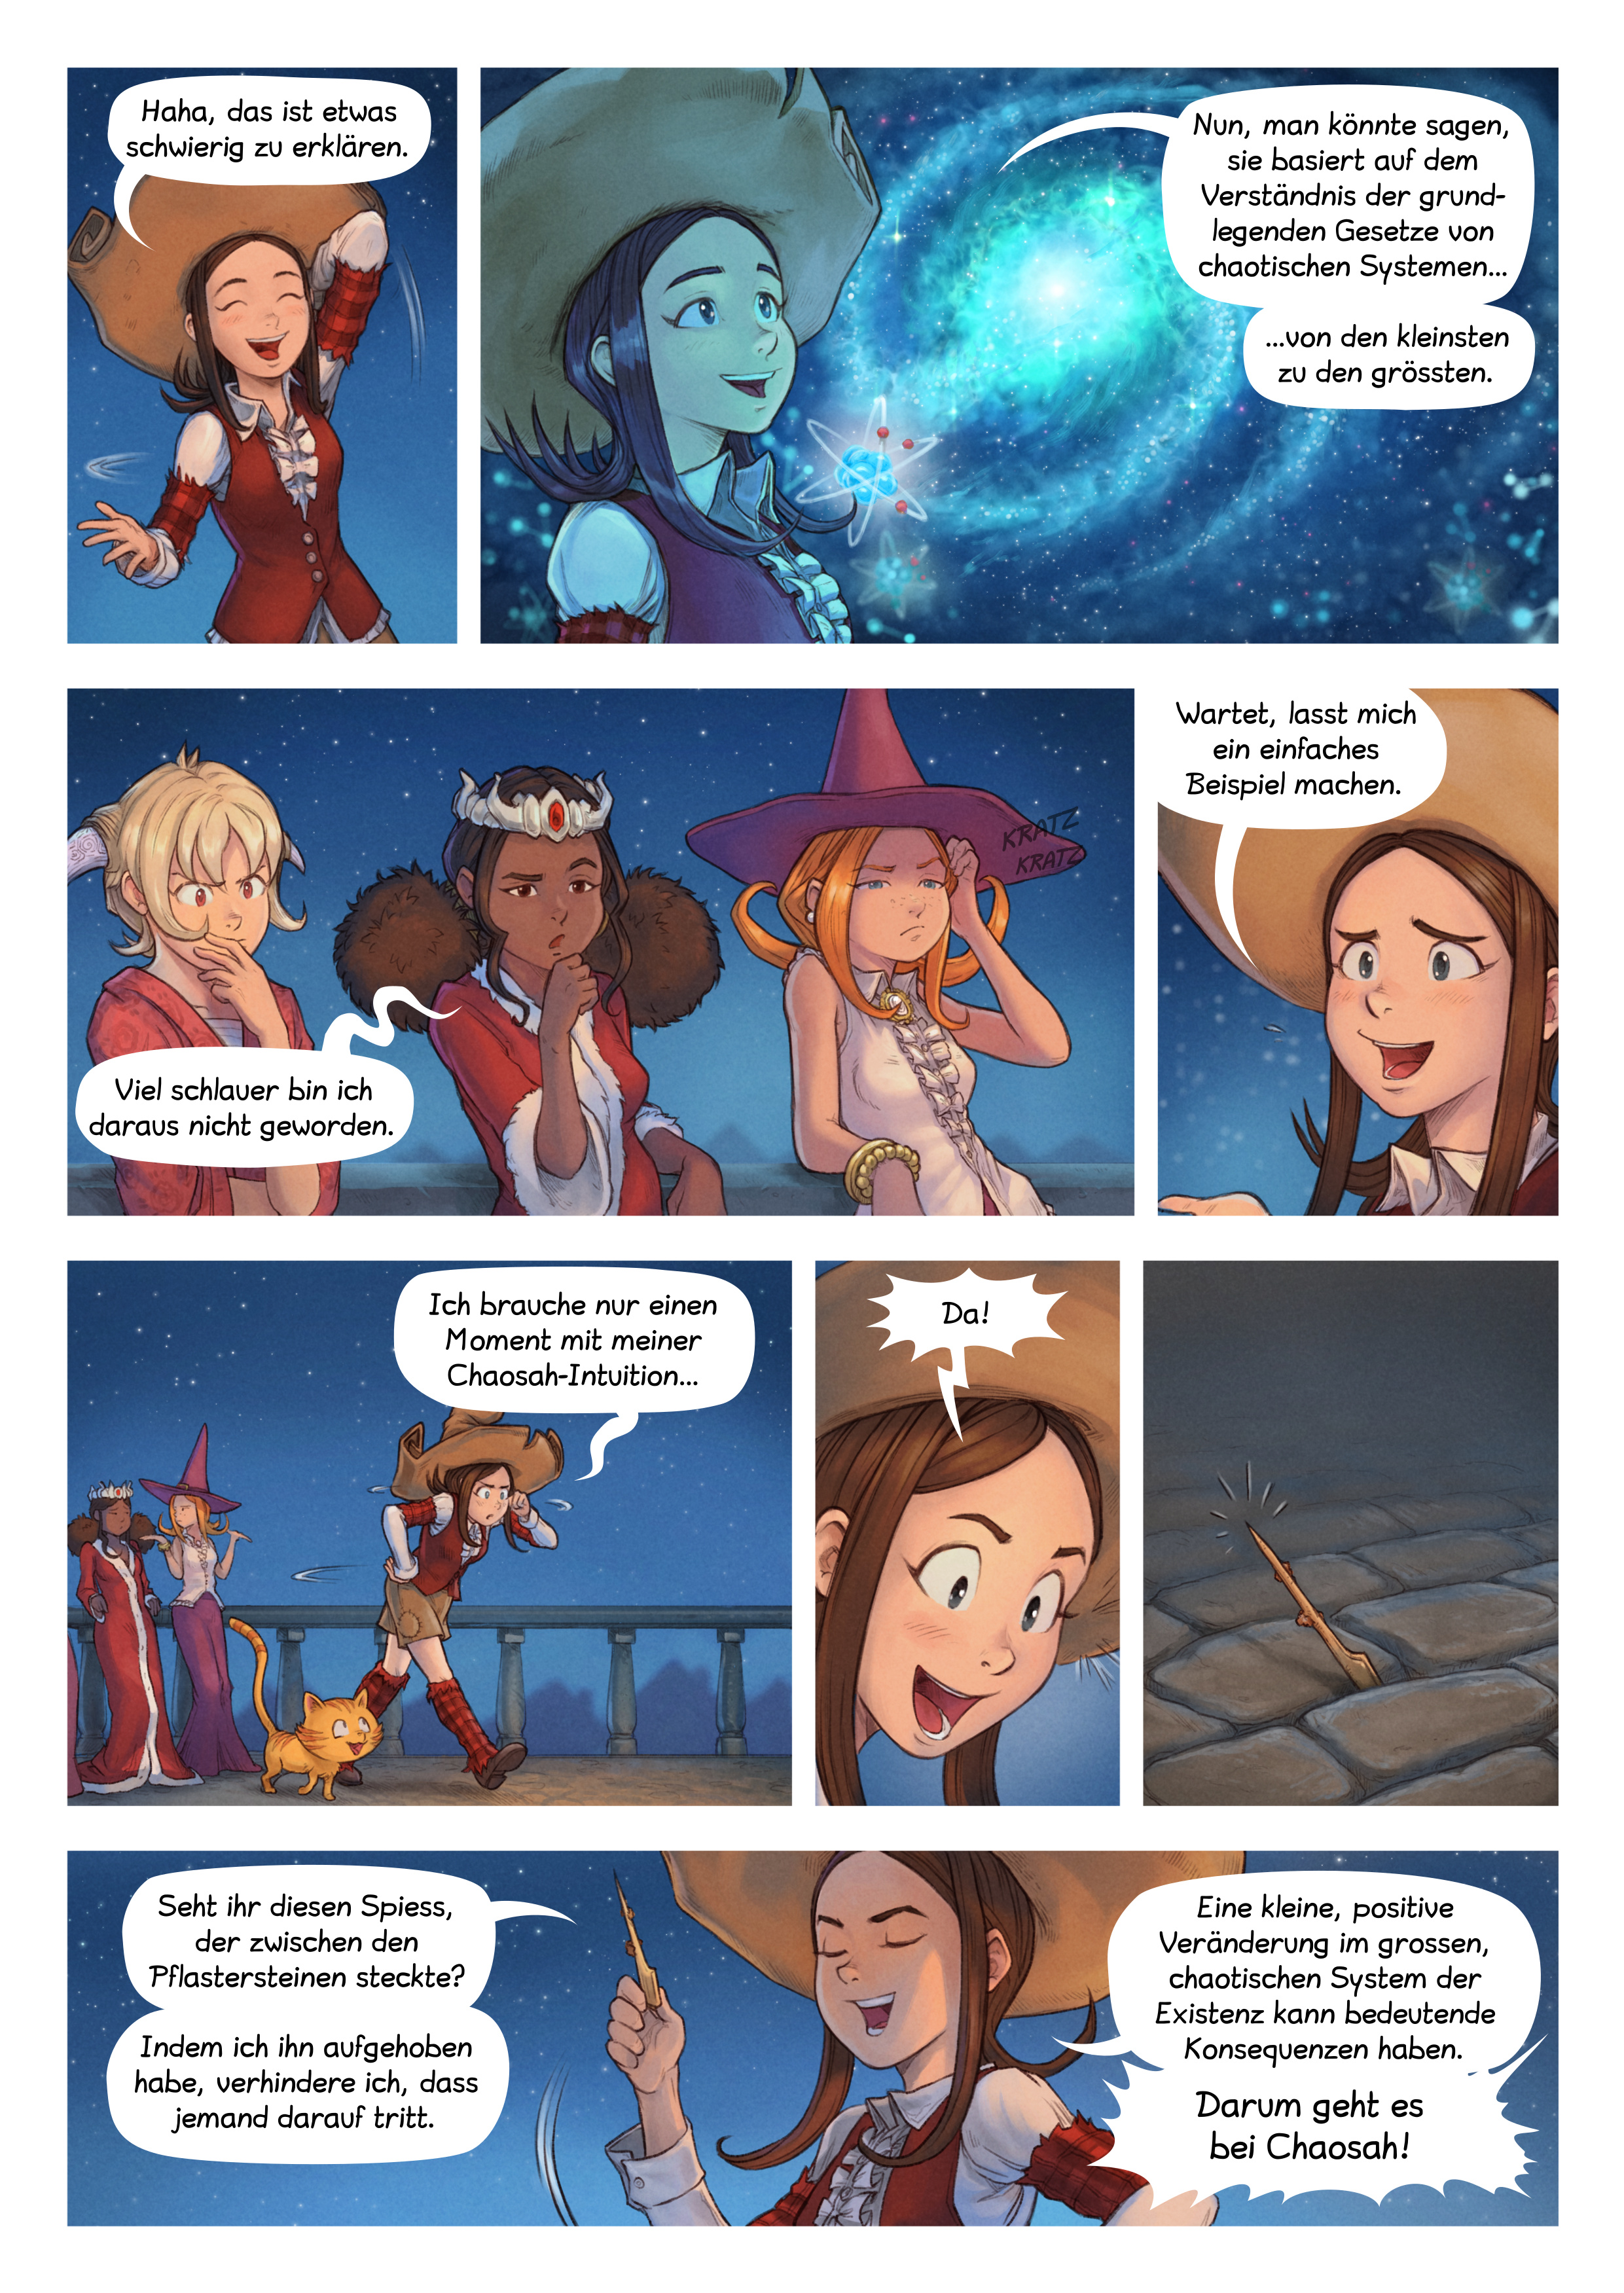 Haha, das ist etwas
schwierig zu erklären.
Nun, man könnte sagen,
sie basiert auf dem
Verständnis der grund-
legenden Gesetze von
chaotischen Systemen...
...von den kleinsten
zu den grössten.
Viel schlauer bin ich
daraus nicht geworden.
KRATZ
KRATZ
Wartet, lasst mich
ein einfaches
Beispiel machen.
Ich brauche nur einen
Moment mit meiner
Chaosah-Intuition...
Da!
Seht ihr diesen Spiess,
der zwischen den
Pflastersteinen steckte?
Indem ich ihn aufgehoben
habe, verhindere ich, dass
jemand darauf tritt.
Eine kleine, positive
Veränderung im grossen,
chaotischen System der
Existenz kann bedeutende
Konsequenzen haben.
Darum geht es
bei Chaosah!